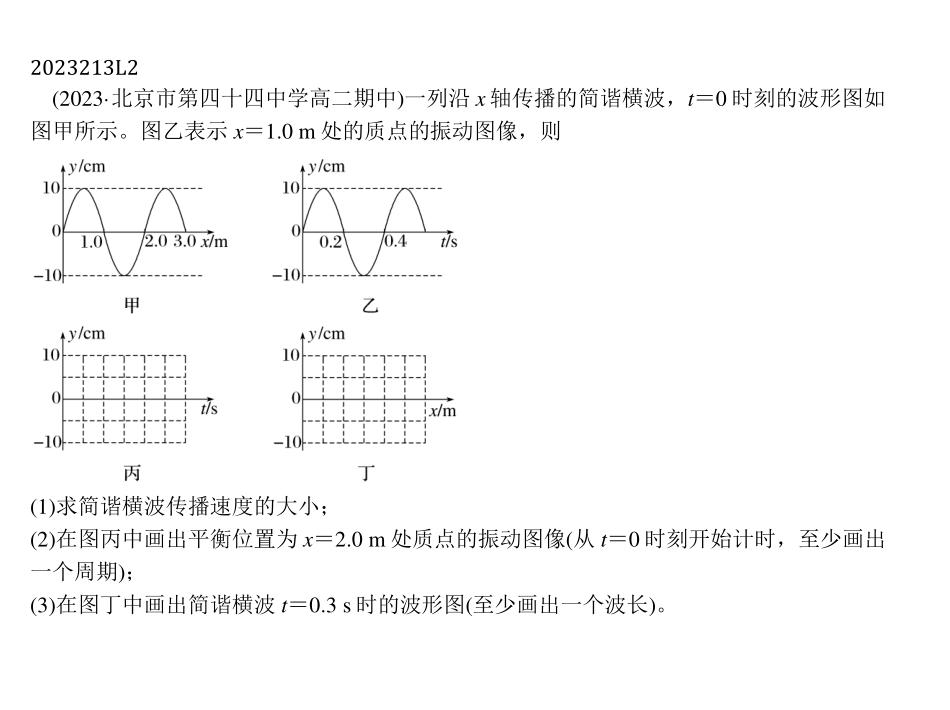 2023213L2
(2023·北京市第四十四中学高二期中)一列沿 x 轴传播的简谐横波，t＝0 时刻的波形图如
图甲所示。图乙表示 x＝1.0 m 处的质点的振动图像，则
y/cm
10
0
1.0
2.0
3.0
x/m
−10
甲
y/cm
10
0
0.2
0.4
t/s
−10
乙
y/cm
10
0
t/s
−10
丙
y/cm
10
0
x/m
−10
丁
(1)求简谐横波传播速度的大小；
(2)在图丙中画出平衡位置为 x＝2.0 m 处质点的振动图像(从 t＝0 时刻开始计时，至少画出
一个周期)；
(3)在图丁中画出简谐横波 t＝0.3 s 时的波形图(至少画出一个波长)。